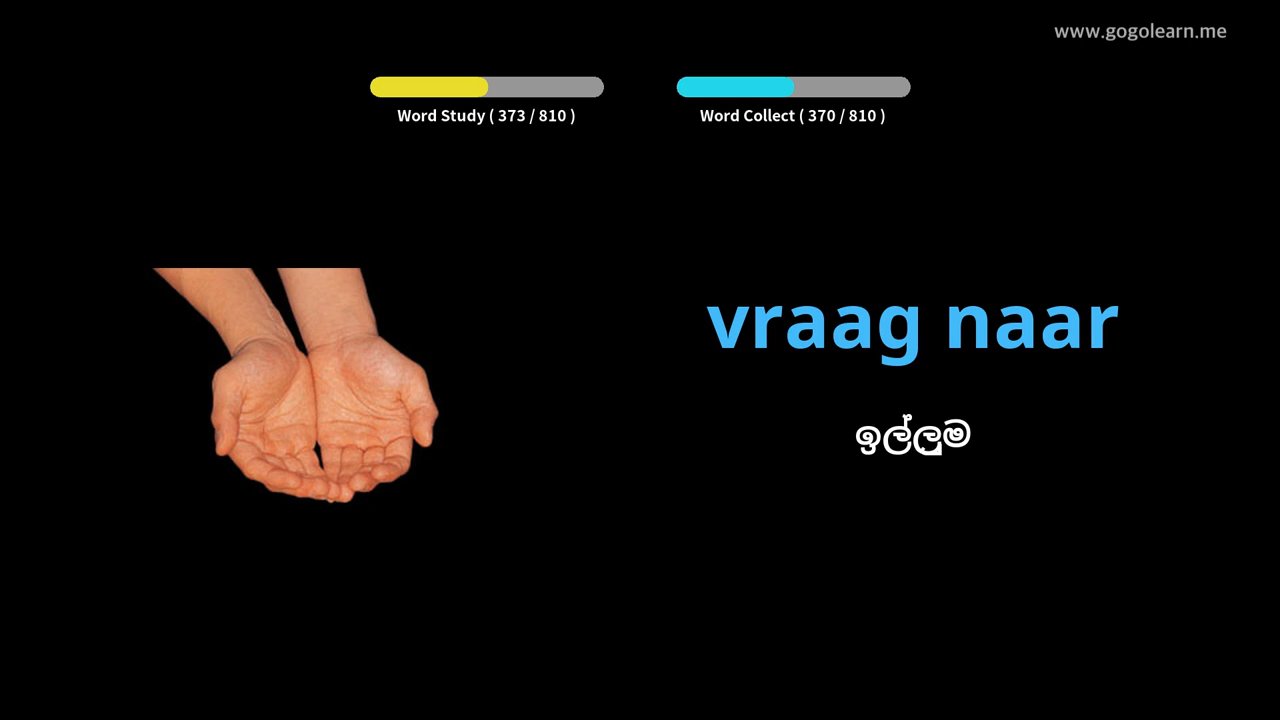 www.gogolearn.me
Word Study ( 373 / 810 )
Word Collect ( 370 / 810 )
vraag naar
ඉල්ලුම